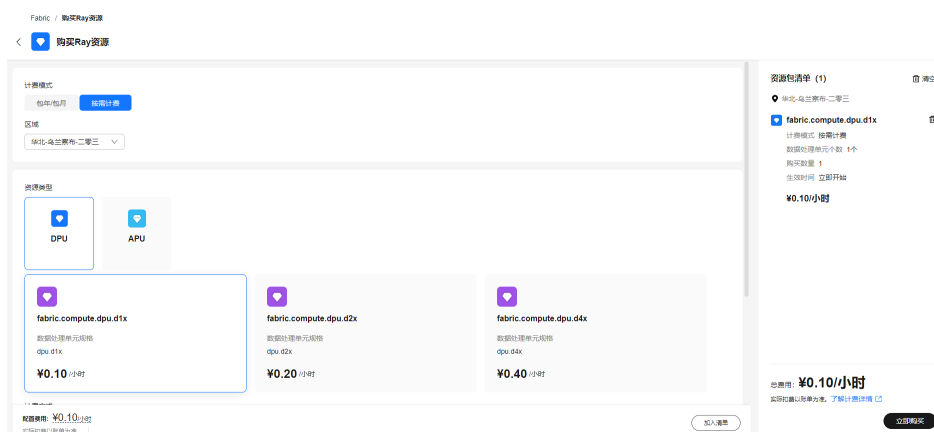 Fabric / 购买Ray资源
购买Ray资源
计费模式
包年/包月 按需计费
区域
华北-乌兰察布-二零三
资源类型
DPU
APU
fabric.compute.dpu.d1x
数据处理单元规格
dpu.d1x
¥0.10 /小时
fabric.compute.dpu.d2x
数据处理单元规格
dpu.d2x
¥0.20 /小时
fabric.compute.dpu.d4x
数据处理单元规格
dpu.d4x
¥0.40 /小时
配置费用: ¥0.10/小时
实际扣费以账单为准。
加入清单
资源包清单 (1)
清空
华北-乌兰察布-二零三
fabric.compute.dpu.d1x
计费模式 按需计费
数据处理单元个数 1个
购买数量 1
生效时间 立即开始
¥0.10/小时
总费用: ¥0.10/小时
实际扣费以账单为准。 了解计费详情
立即购买